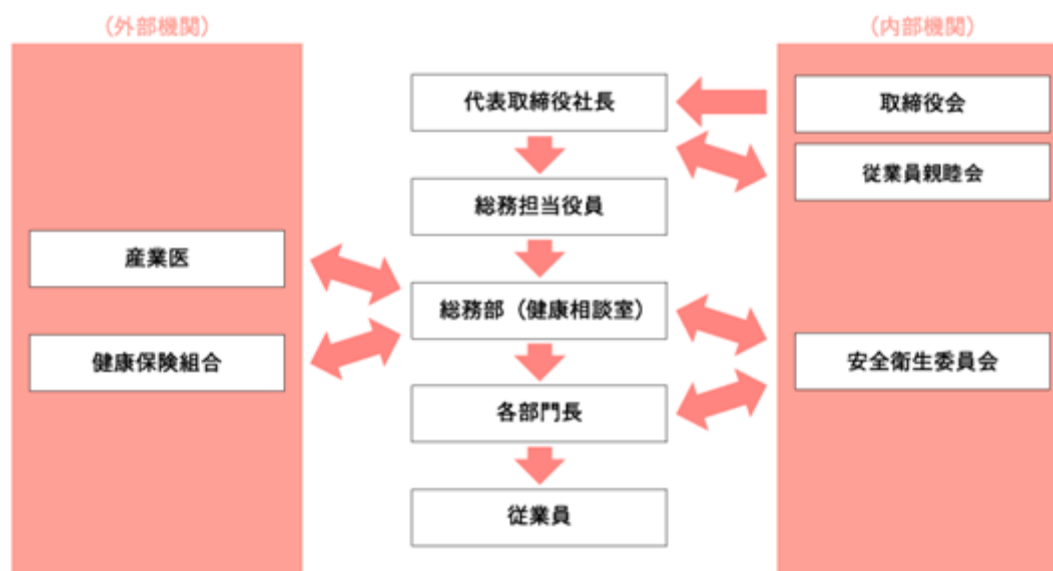 (外部機関)
産業医
健康保険組合
代表取締役社長
総務担当役員
総務部（健康相談室）
各部門長
従業員
(内部機関)
取締役会
従業員親睦会
安全衛生委員会